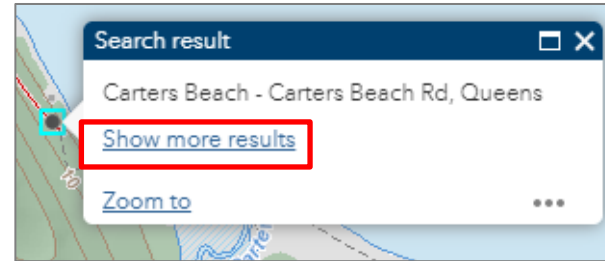 Search result
Carters Beach - Carters Beach Rd, Queens
Show more results
Zoom to